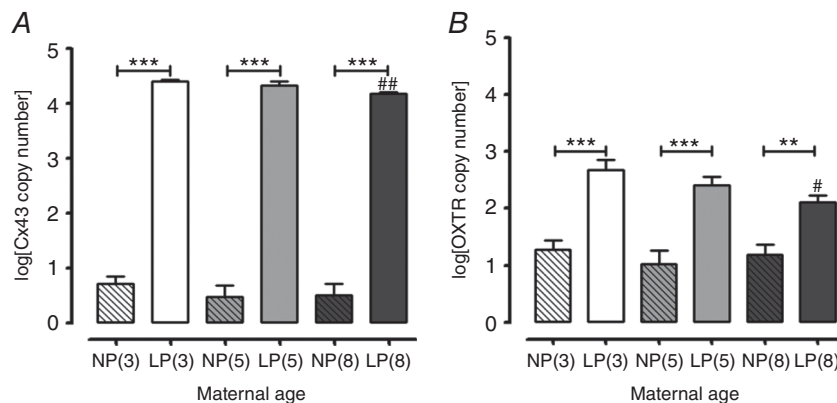 A
log[Cx43 copy number]
5
4
3
2
1
0
*** *** ***
##
NP(3) LP(3) NP(5) LP(5) NP(8) LP(8)
Maternal age
B
log[OXTR copy number]
5
4
3
2
1
0
*** *** **
#
NP(3) LP(3) NP(5) LP(5) NP(8) LP(8)
Maternal age